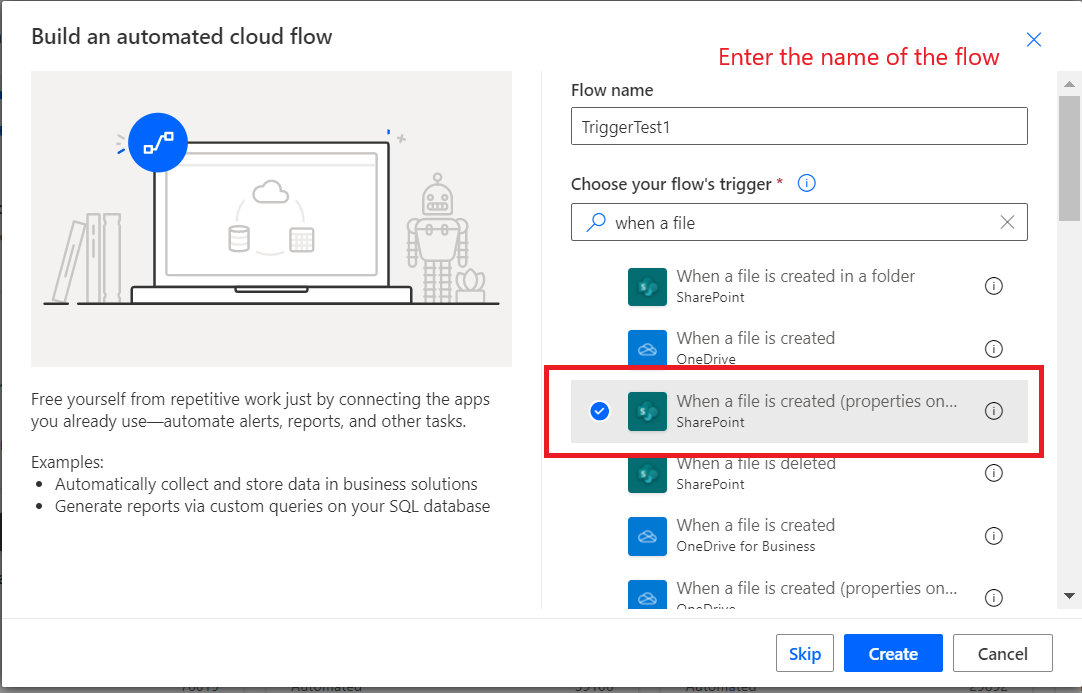 Build an automated cloud flow
Enter the name of the flow
Flow name
TriggerTest1
Choose your flow's trigger *
when a file
When a file is created in a folder
SharePoint
When a file is created
OneDrive
When a file is created (properties on...
SharePoint
When a file is deleted
SharePoint
When a file is created
OneDrive for Business
When a file is created (properties on...
OneDrive
Free yourself from repetitive work just by connecting the apps
you already use—automate alerts, reports, and other tasks.
Examples:
• Automatically collect and store data in business solutions
• Generate reports via custom queries on your SQL database
Skip
Create
Cancel
Automated
Automated